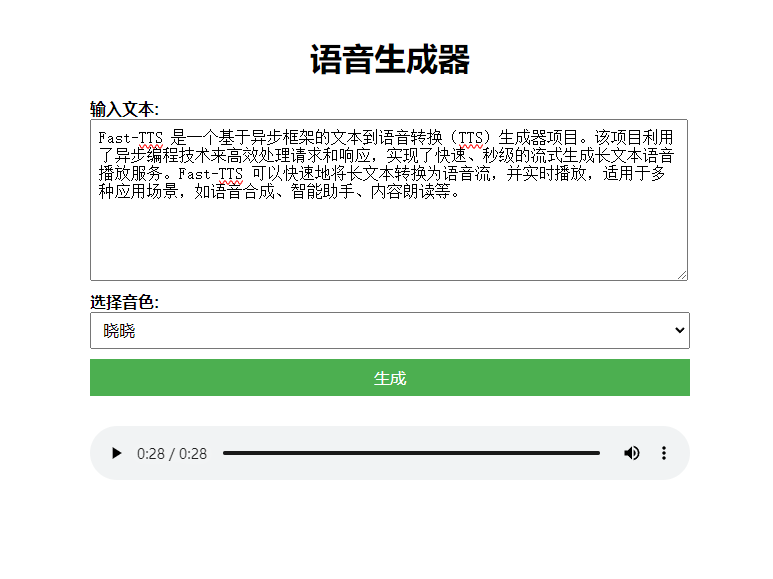 语音生成器
输入文本:
Fast-TTS 是一个基于异步框架的文本到语音转换（TTS）生成器项目。该项目利用
了异步编程技术来高效处理请求和响应，实现了快速、秒级的流式生成长文本语音
播放服务。Fast-TTS 可以快速地将长文本转换为语音流，并实时播放，适用于多
种应用场景，如语音合成、智能助手、内容朗读等。
选择音色:
晓晓
生成
0:28 / 0:28